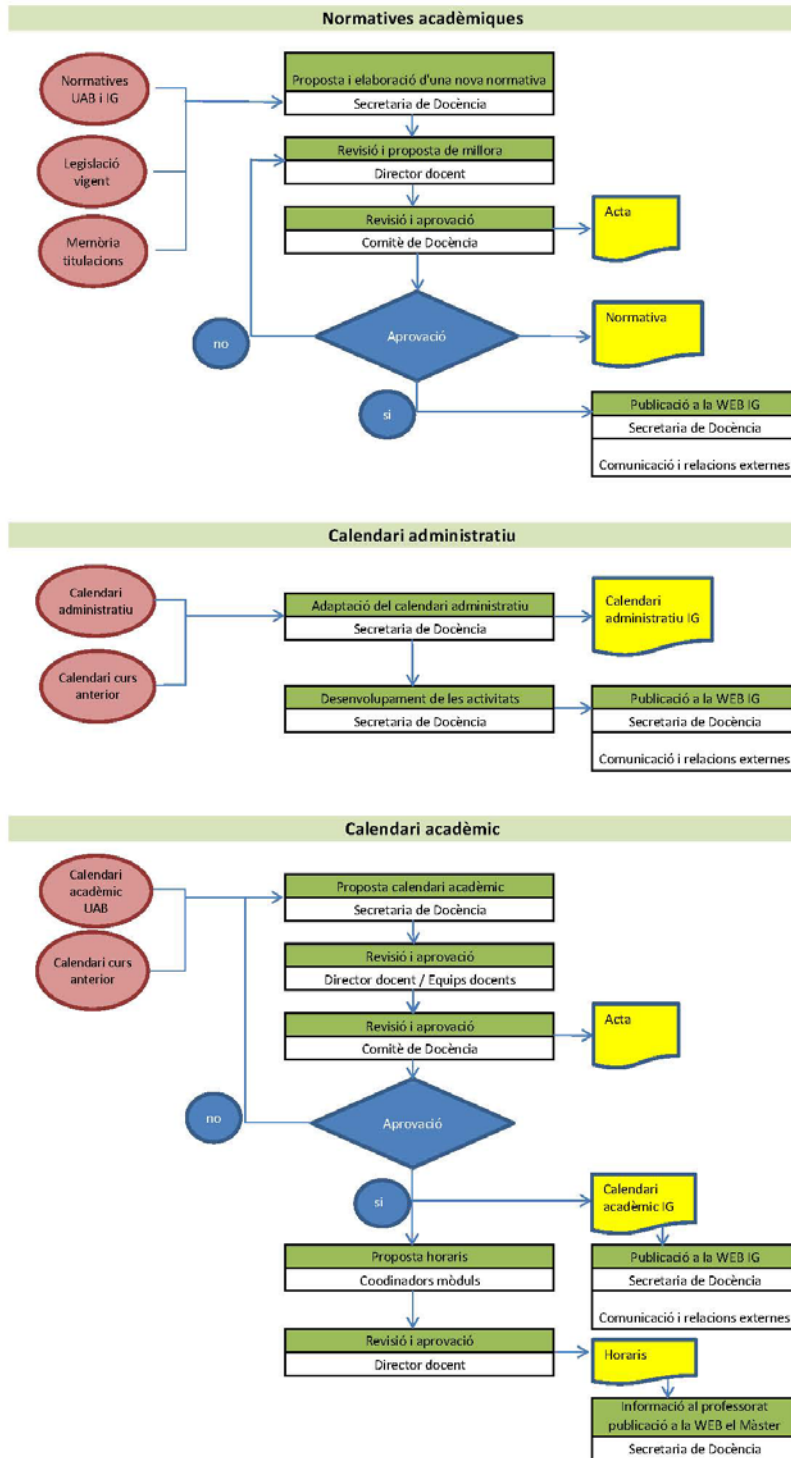 Normatives acadèmiques
Normatives
UAB i IG
Legislació
vigent
Memòria
titulacions
Proposta i elaboració d'una nova normativa
Secretaria de Docència
Revisió i proposta de millora
Director docent
Revisió i aprovació
Comitè de Docència
Acta
Aprovació
no
Normativa
si
Publicació a la WEB IG
Secretaria de Docència
Comunicació i relacions externes
Calendari administratiu
Calendari
administratiu
Calendari curs
anterior
Adaptació del calendari administratiu
Secretaria de Docència
Calendari
administratiu IG
Desenvolupament de les activitats
Secretaria de Docència
Publicació a la WEB IG
Secretaria de Docència
Comunicació i relacions externes
Calendari acadèmic
Calendari
acadèmic
UAB
Calendari curs
anterior
Proposta calendari acadèmic
Secretaria de Docència
Revisió i aprovació
Director docent / Equips docents
Revisió i aprovació
Comitè de Docència
Acta
no
Aprovació
si
Calendari
acadèmic IG
Proposta horaris
Coodinadors mòduls
Publicació a la WEB IG
Secretaria de Docència
Comunicació i relacions externes
Revisió i aprovació
Director docent
Horaris
Informació al professorat
publicació a la WEB el Màster
Secretaria de Docència